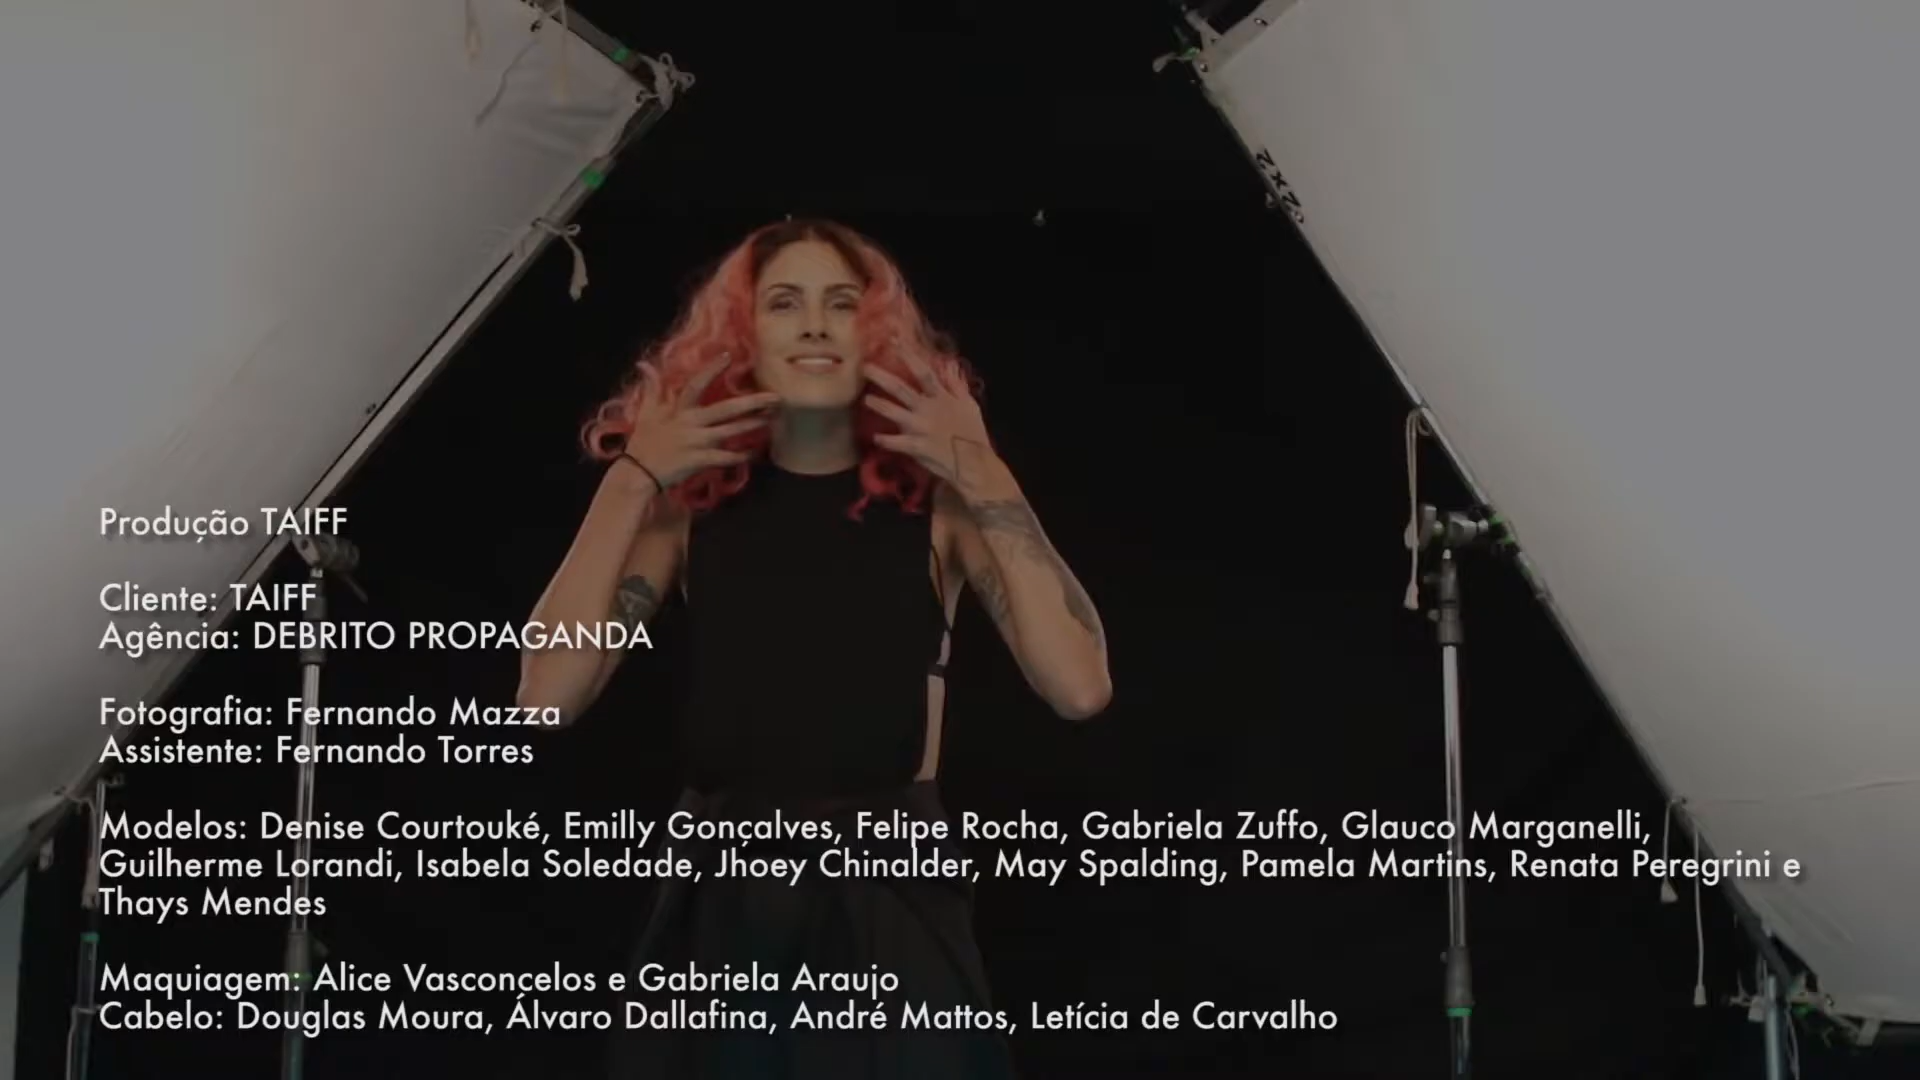 Produção TAIFF
Cliente: TAIFF
Agência: DEBRITO PROPAGANDA
Fotografia: Fernando Mazza
Assistente: Fernando Torres
Modelos: Denise Courtouké, Emilly Gonçalves, Felipe Rocha, Gabriela Zuffo, Glauco Marganelli,
Guilherme Lorandi, Isabela Soledade, Jhoey Chinalder, May Spalding, Pamela Martins, Renata Peregrini e
Thays Mendes
Maquiagem: Alice Vasconcelos e Gabriela Araujo
Cabelo: Douglas Moura, Álvaro Dallafina, André Mattos, Letícia de Carvalho